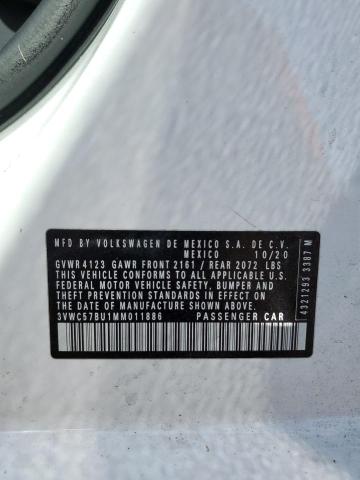 MFD BY VOLKSWAGEN DE MEXICO S.A. DE C.V.
MEXICO 10/20
GVWR 4123 GAWR FRONT 2161 / REAR 2072 LBS
THIS VEHICLE CONFORMS TO ALL APPLICABLE U.S.
FEDERAL MOTOR VEHICLE SAFETY, BUMPER AND
THEFT PREVENTION STANDARDS IN EFFECT ON
THE DATE OF MANUFACTURE SHOWN ABOVE.
3VWC57BU1MM011886 PASSENGER CAR
4321293 3387 M